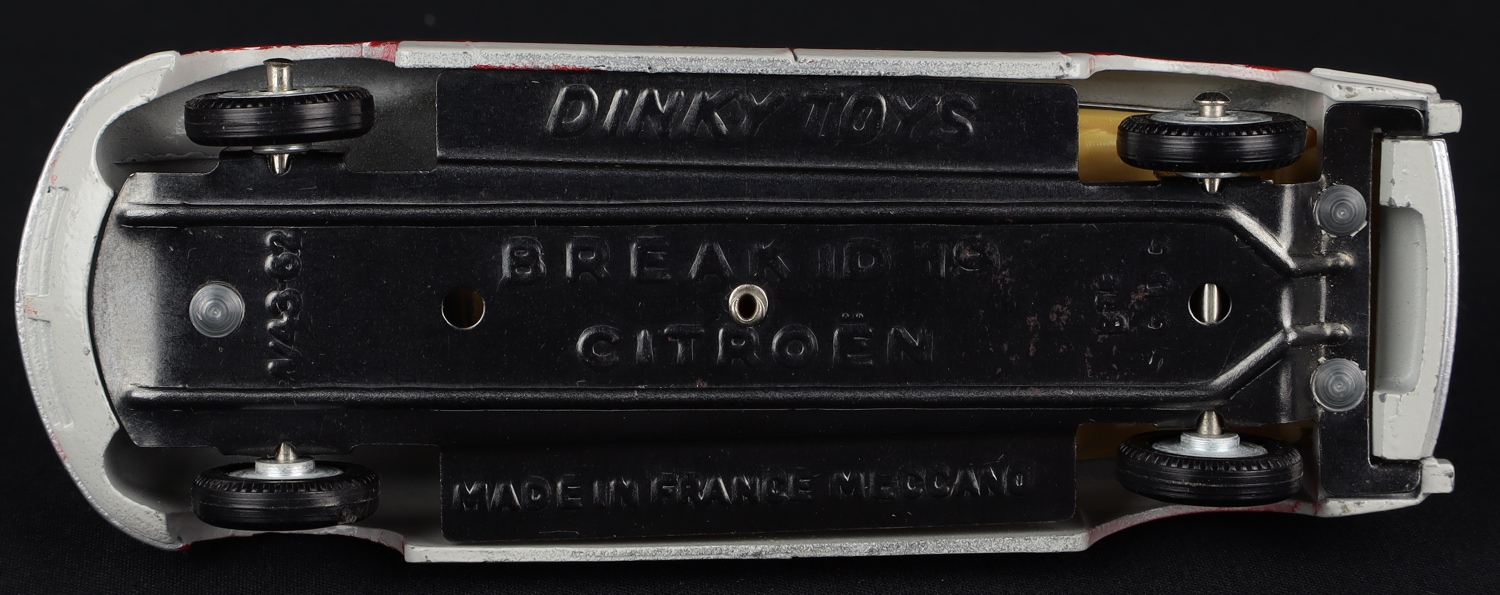 DINKY TOYS
BREAK ID 19
CITROËN
MADE IN FRANCE MECCANO
1/43-62